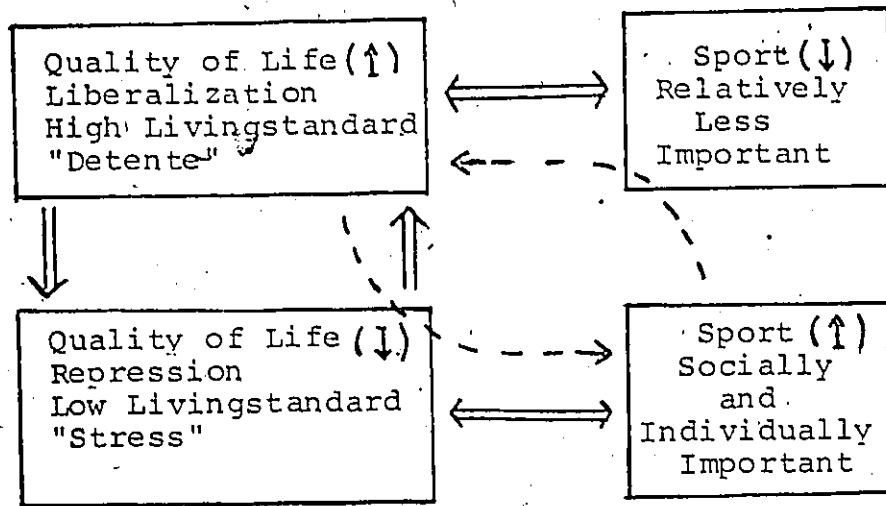 Quality of Life (↑)
Liberalization
High Livingstandard
"Detente"
Sport (↓)
Relatively
Less
Important
Quality of Life (↓)
Repression
Low Livingstandard
"Stress"
Sport (↑)
Socially
and
Individually
Important